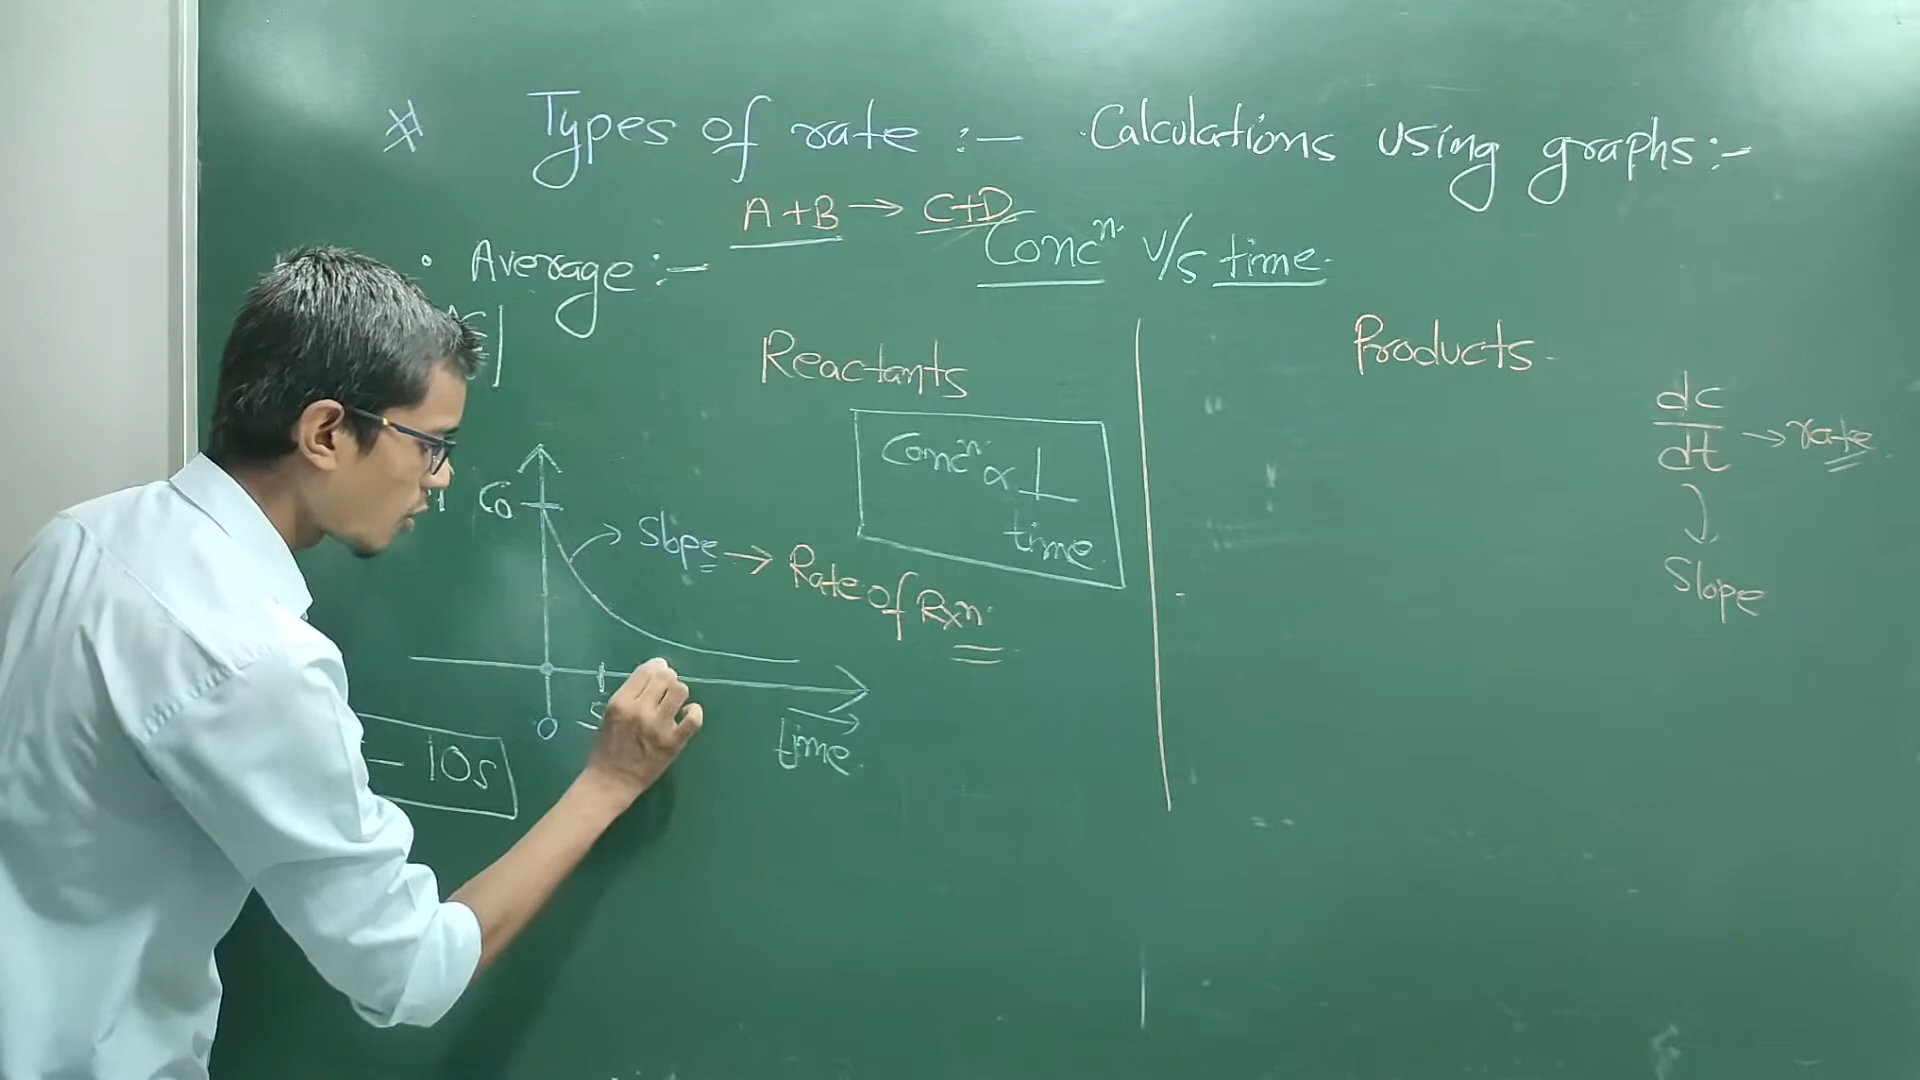 * Types of rate :- Calculations using graphs:-
A + B → C+D
• Average :- Concⁿ. v/s time.
Reactants
Products.
Concⁿ. ∝ 1
time.
dc
dt → rate.
Slope
C₀
Slope → Rate of Rxn.
O
time.
- 10s